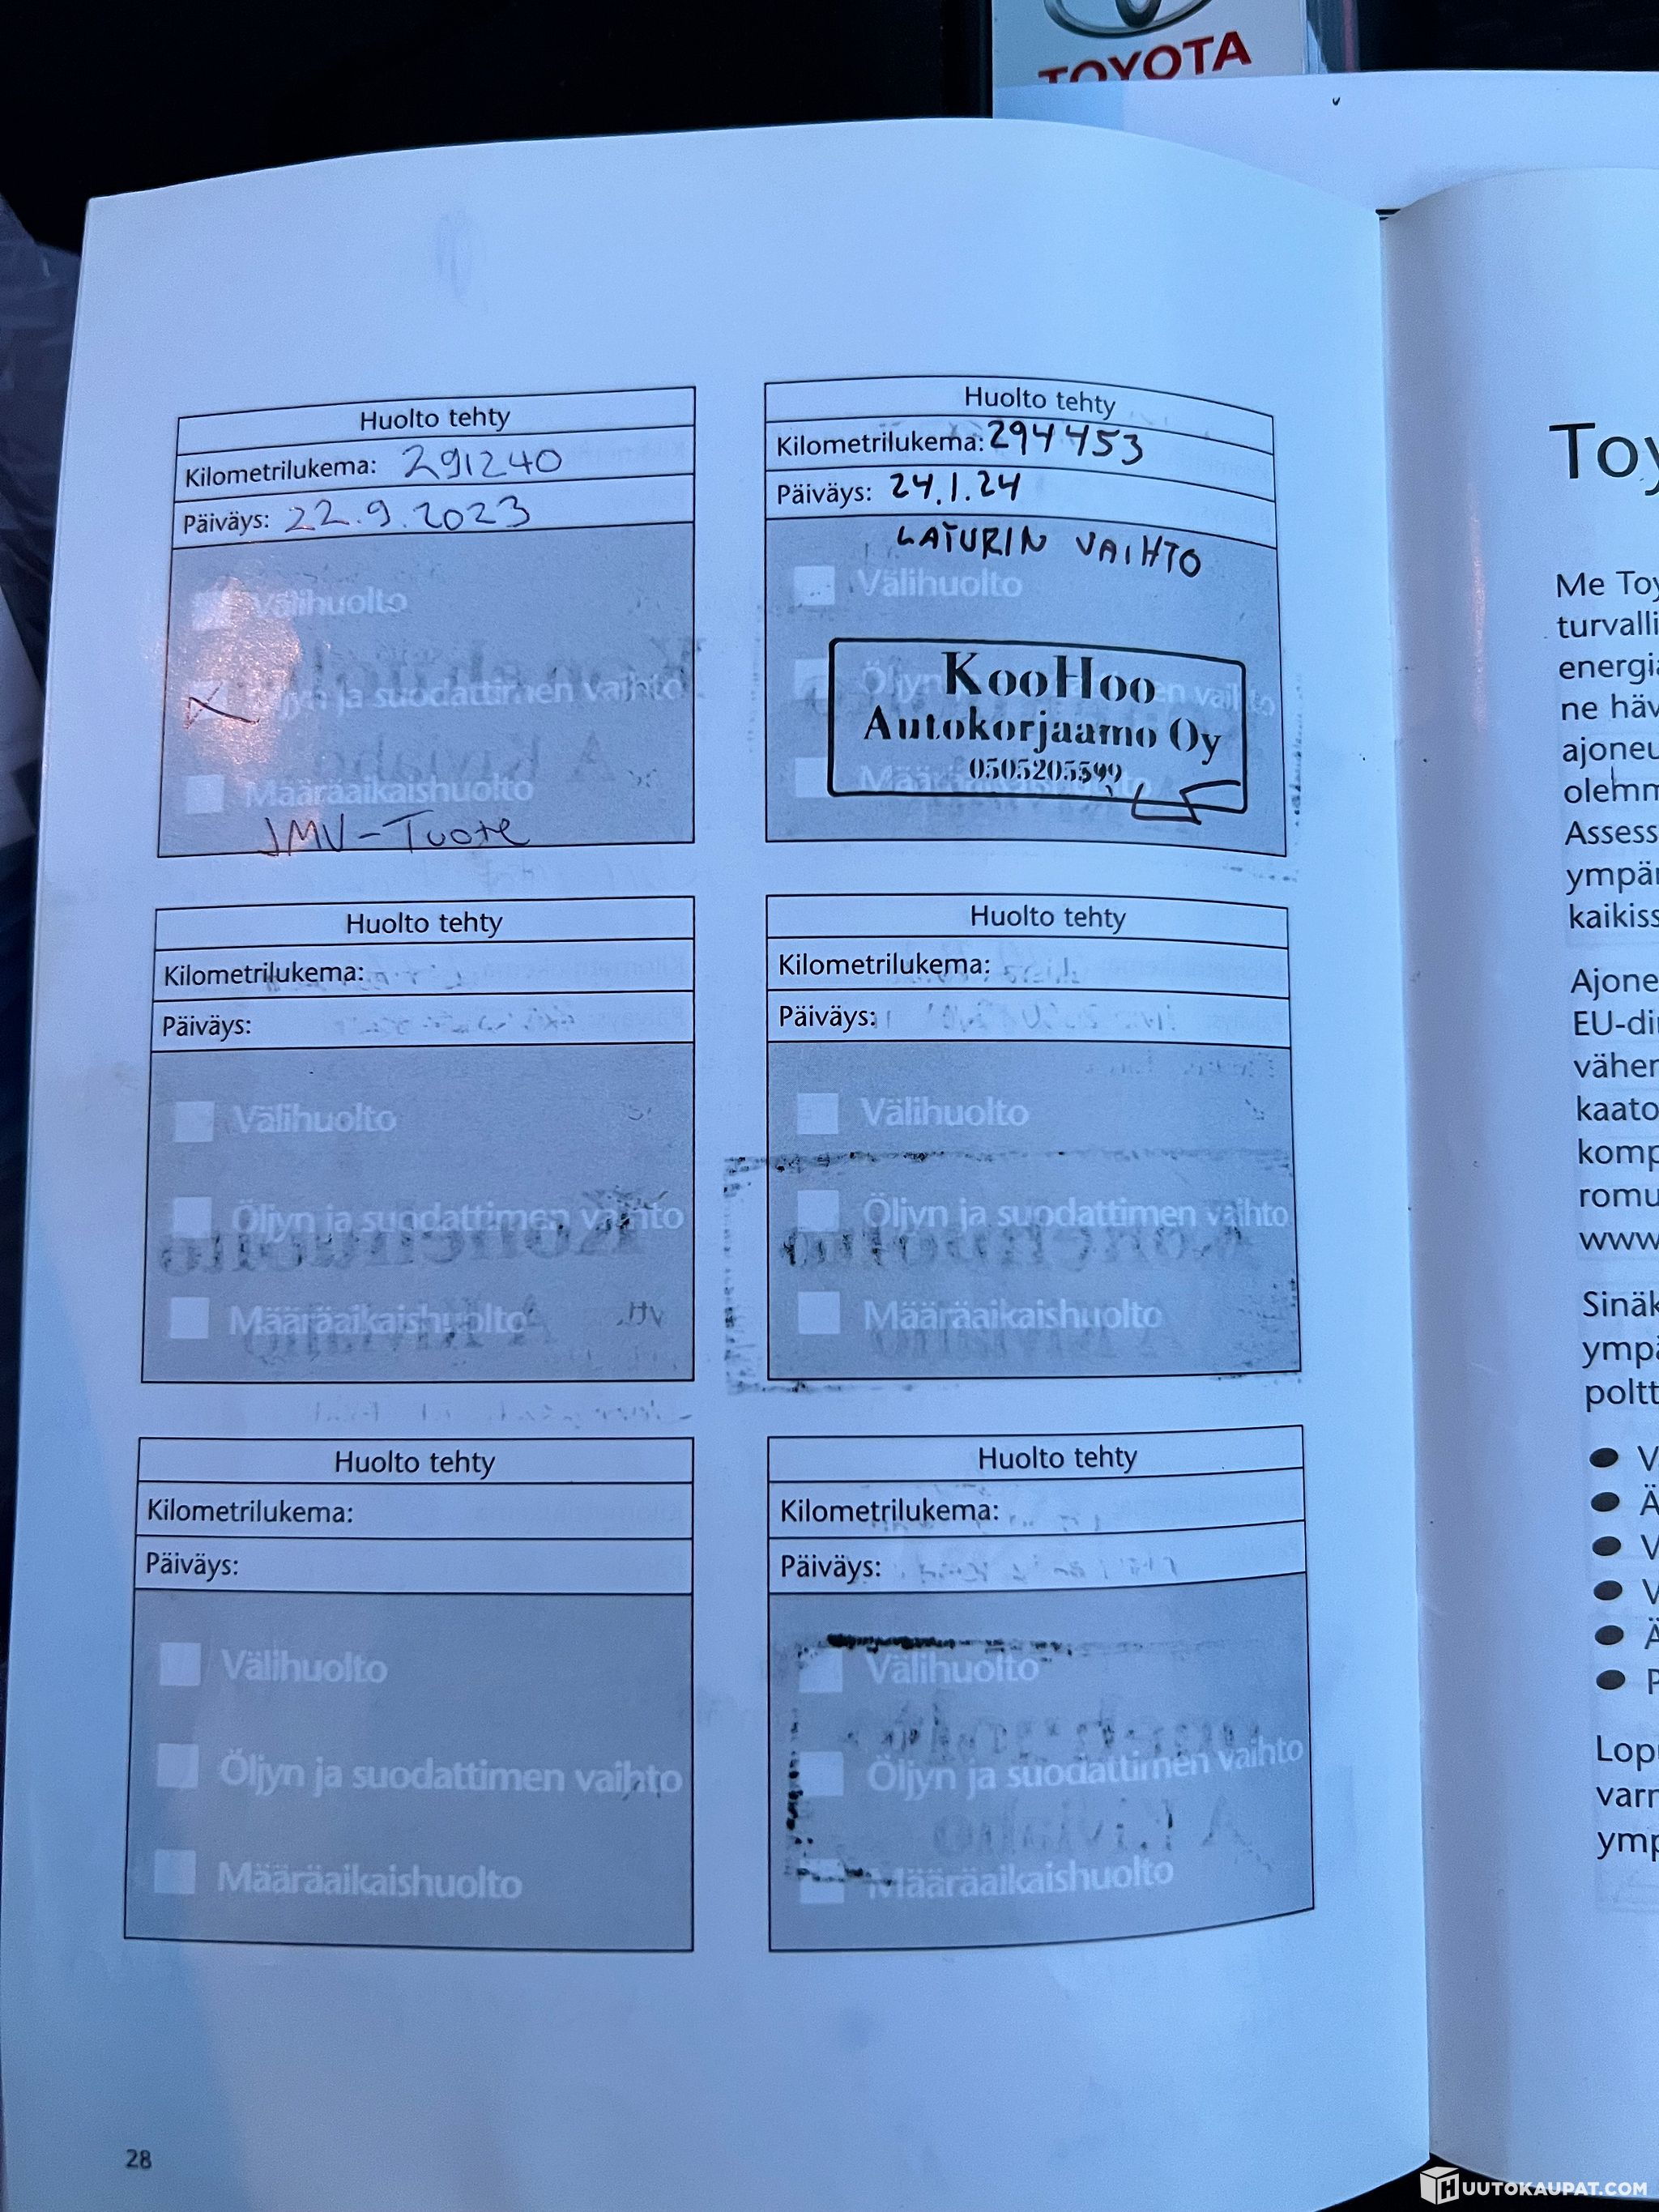 TOYOTA
Huolto tehty
Kilometrilukema: 291240
Päiväys: 22.9.2023
Välihuolto
Öljyn ja suodattimen vaihto
Määräaikaishuolto
JMV-Tuote
Huolto tehty
Kilometrilukema: 294453
Päiväys: 24.1.24
LATURIN VAIHTO
Välihuolto
KooHoo
Autokorjaamo Oy
0505205599
Huolto tehty
Kilometrilukema:
Päiväys:
Välihuolto
Öljyn ja suodattimen vaihto
Määräaikaishuolto
Huolto tehty
Kilometrilukema:
Päiväys:
Välihuolto
Öljyn ja suodattimen vaihto
Määräaikaishuolto
Huolto tehty
Kilometrilukema:
Päiväys:
Välihuolto
Öljyn ja suodattimen vaihto
Määräaikaishuolto
Huolto tehty
Kilometrilukema:
Päiväys:
Välihuolto
Öljyn ja suodattimen vaihto
Määräaikaishuolto
28
Toy
Me Toy
turvalli
energia
ne häv
ajoneu
olemm
Assess
ympär
kaikiss
Ajone
EU-dir
vähen
kaato
komp
romu
www
Sinäk
ympä
poltt
V
Ä
V
V
Ä
P
Lop
varn
ymp
HUUTOKAUPAT.COM